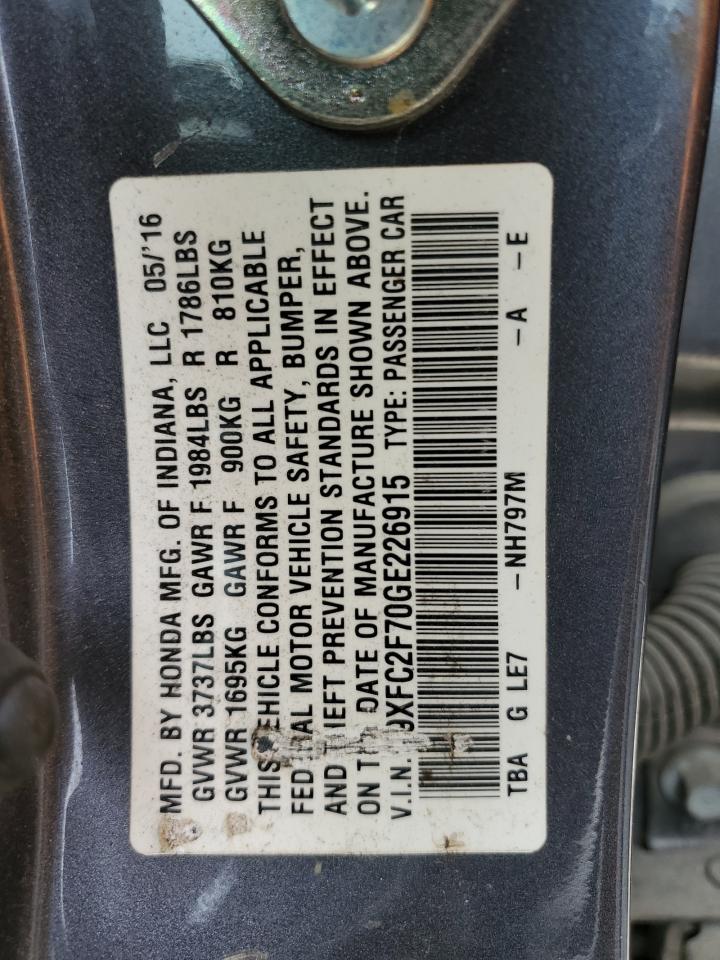 MFD. BY HONDA MFG. OF INDIANA, LLC 05/'16
GVWR 3737LBS GAWR F 1984LBS R 1786LBS
GVWR 1695KG GAWR F 900KG R 810KG
THIS VEHICLE CONFORMS TO ALL APPLICABLE
FEDERAL MOTOR VEHICLE SAFETY, BUMPER,
AND THEFT PREVENTION STANDARDS IN EFFECT
ON THE DATE OF MANUFACTURE SHOWN ABOVE.
V.I.N. 9XFC2F70GE226915 TYPE: PASSENGER CAR
TBA G LE7 -NH797M -A -E